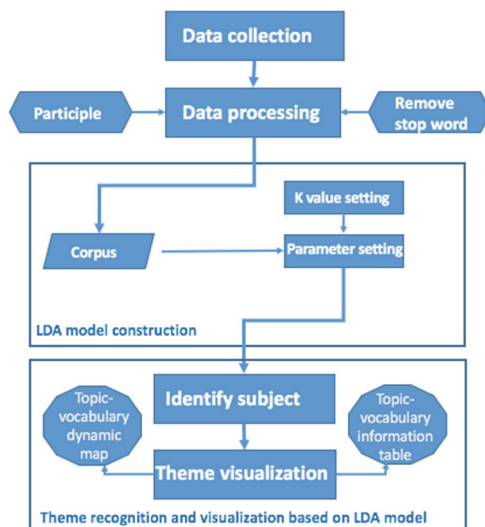 Data collection
Participle
Data processing
Remove
stop word
K value setting
Corpus
Parameter setting
LDA model construction
Identify subject
Topic-
vocabulary
dynamic
map
Topic-
vocabulary
information
table
Theme visualization
Theme recognition and visualization based on LDA model